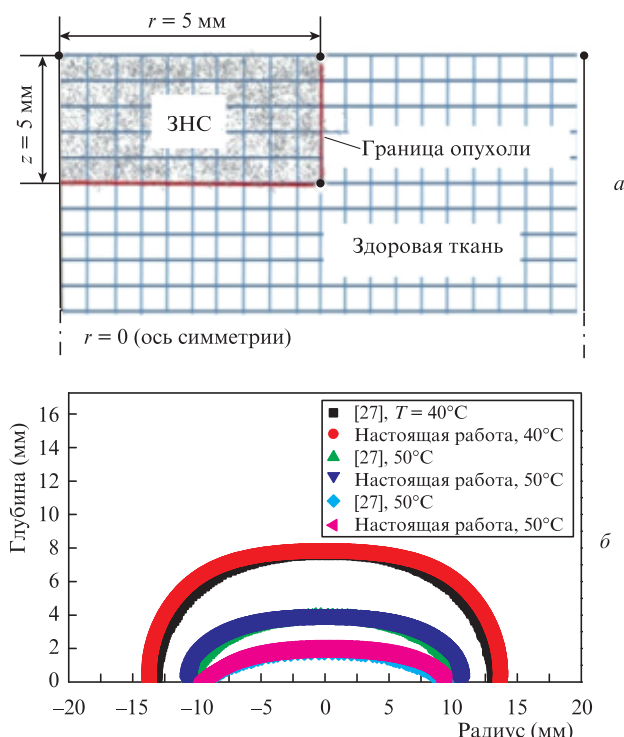 r = 5 мм
z = 5 мм
ЗНС
Граница опухоли
а
Здоровая ткань
r = 0 (ось симметрии)
Глубина (мм)
16
14
12
10
8
6
4
2
0
[27], T = 40°C
Настоящая работа, 40°C
[27], 50°C
Настоящая работа, 50°C
[27], 50°C
Настоящая работа, 50°C
б
–20 –15 –10 –5 0 5 10 15 20
Радиус (мм)